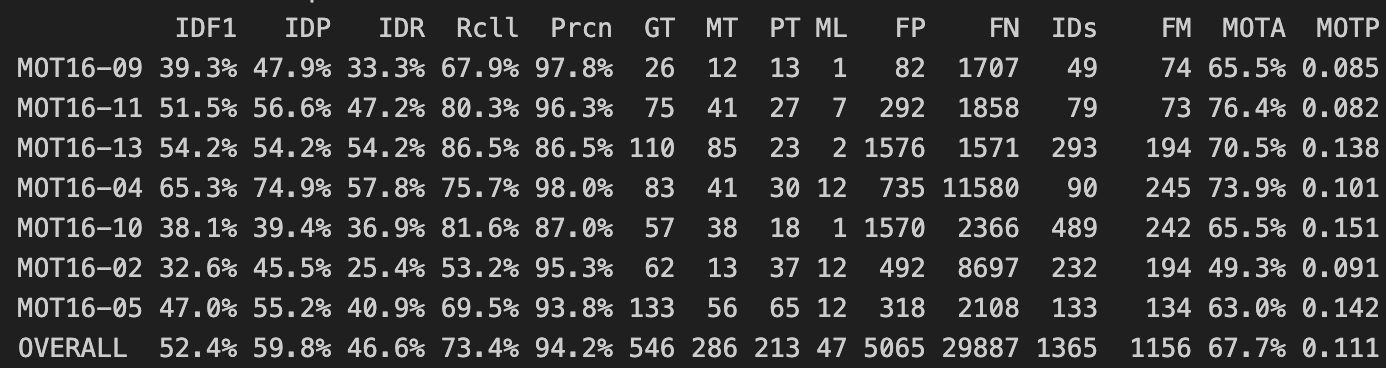 IDF1 IDP IDR Rcll Prcn GT MT PT ML FP FN IDs FM MOTA MOTP
MOT16-09 39.3% 47.9% 33.3% 67.9% 97.8% 26 12 13 1 82 1707 49 74 65.5% 0.085
MOT16-11 51.5% 56.6% 47.2% 80.3% 96.3% 75 41 27 7 292 1858 79 73 76.4% 0.082
MOT16-13 54.2% 54.2% 54.2% 86.5% 86.5% 110 85 23 2 1576 1571 293 194 70.5% 0.138
MOT16-04 65.3% 74.9% 57.8% 75.7% 98.0% 83 41 30 12 735 11580 90 245 73.9% 0.101
MOT16-10 38.1% 39.4% 36.9% 81.6% 87.0% 57 38 18 1 1570 2366 489 242 65.5% 0.151
MOT16-02 32.6% 45.5% 25.4% 53.2% 95.3% 62 13 37 12 492 8697 232 194 49.3% 0.091
MOT16-05 47.0% 55.2% 40.9% 69.5% 93.8% 133 56 65 12 318 2108 133 134 63.0% 0.142
OVERALL 52.4% 59.8% 46.6% 73.4% 94.2% 546 286 213 47 5065 29887 1365 1156 67.7% 0.111